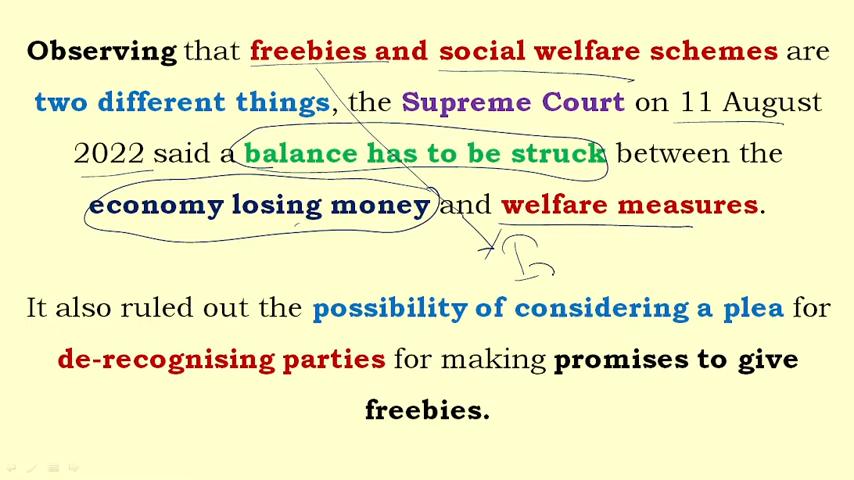 Observing that freebies and social welfare schemes are
two different things, the Supreme Court on 11 August
2022 said a balance has to be struck between the
economy losing money and welfare measures.
It also ruled out the possibility of considering a plea for
de-recognising parties for making promises to give
freebies.